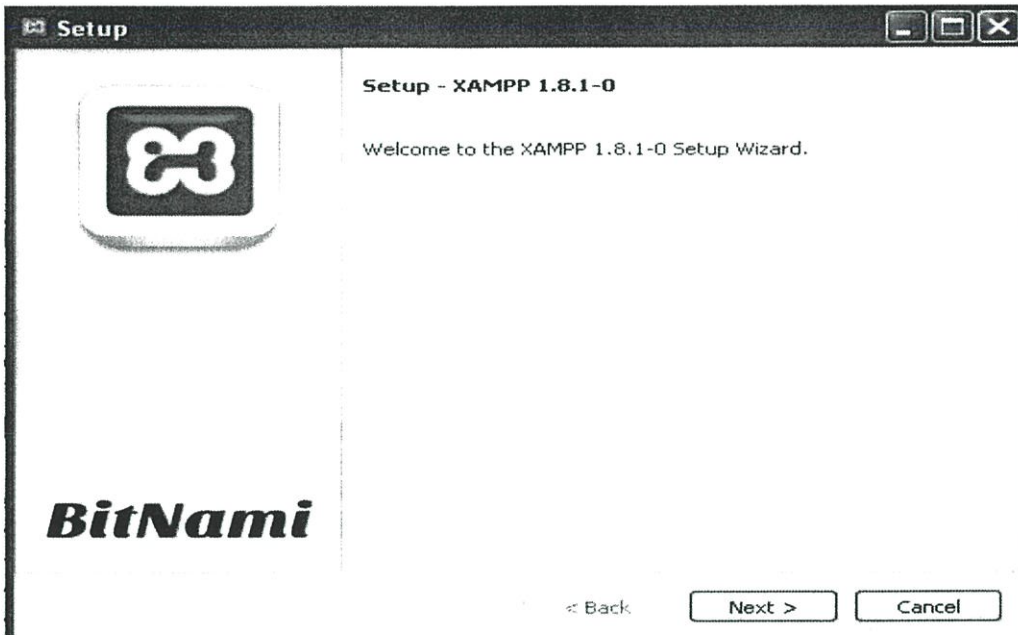 Setup
Setup - XAMPP 1.8.1-0
Welcome to the XAMPP 1.8.1-0 Setup Wizard.
BitNami
< Back
Next >
Cancel